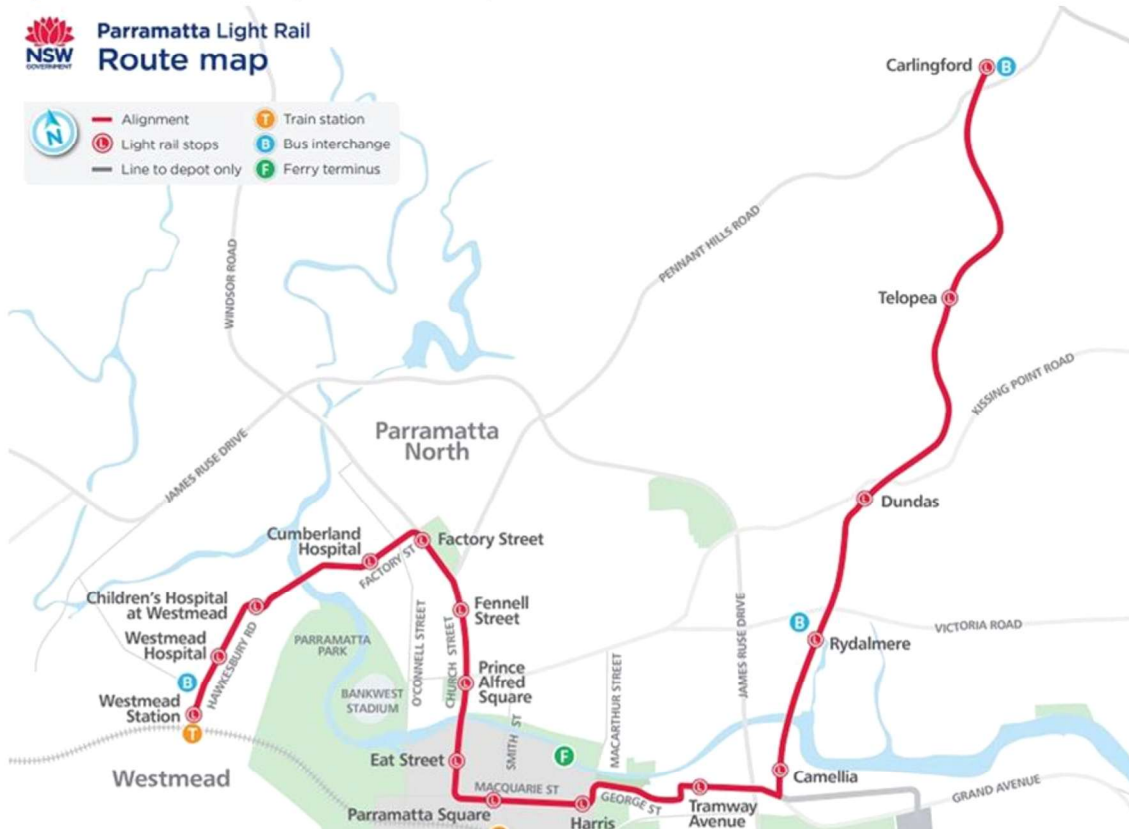 NSW
GOVERNMENT
Parramatta Light Rail
Route map
N
Alignment
T Train station
L Light rail stops
B Bus interchange
Line to depot only
F Ferry terminus
Carlingford
L
B
PENNANT HILLS ROAD
WINDSOR ROAD
Telopea
L
KISSING POINT ROAD
Parramatta
North
JAMES RUSE DRIVE
L
Dundas
Cumberland
Hospital
L
FACTORY ST
L
Factory Street
Children's Hospital
at Westmead
L
Fennell
Street
L
Westmead
Hospital
L
HAWKESBURY RD
PARRAMATTA
PARK
O'CONNELL STREET
CHURCH STREET
B
L
Rydalmere
VICTORIA ROAD
JAMES RUSE DRIVE
MACARTHUR STREET
Prince
Alfred
Square
L
B
BANKWEST
STADIUM
Westmead
Station
L
T
SMITH ST
F
Westmead
Eat Street
L
L
Camellia
MACQUARIE ST
GEORGE ST
GRAND AVENUE
Parramatta Square
L
L
Harris
L
Tramway
Avenue